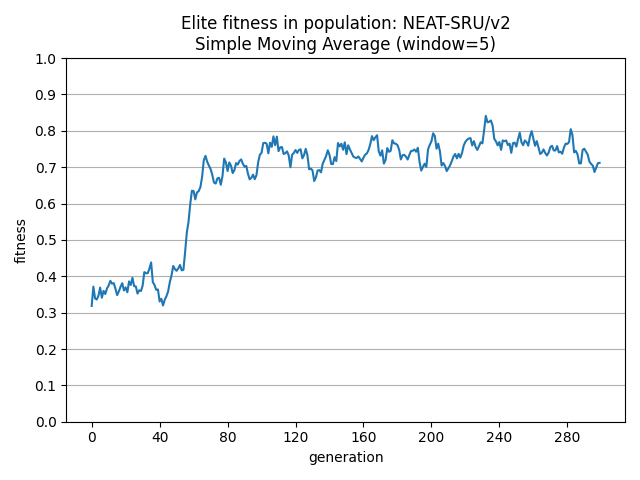 Elite fitness in population: NEAT-SRU/v2
Simple Moving Average (window=5)
1.0
0.9
0.8
0.7
0.6
0.5
0.4
0.3
0.2
0.1
0.0
fitness
0 40 80 120 160 200 240 280
generation